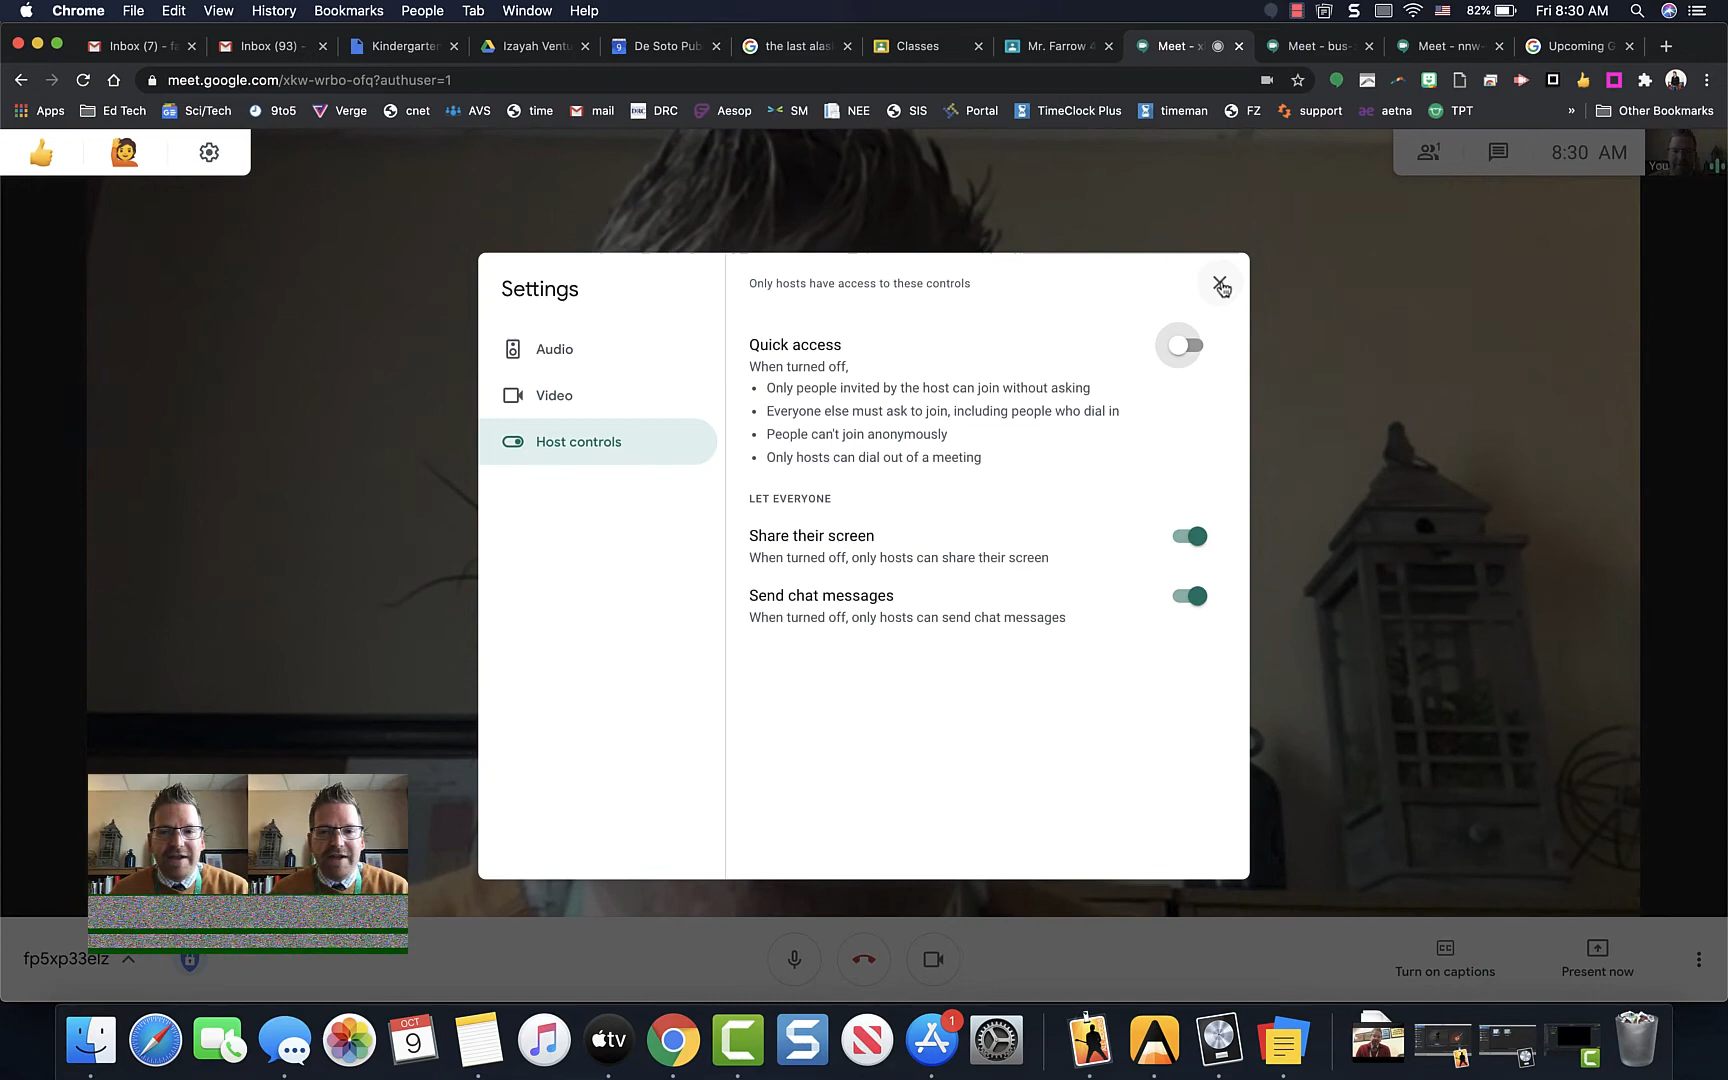 Chrome File Edit View History Bookmarks People Tab Window Help 82% Fri 8:30 AM
Inbox (7) - fa Inbox (93) - Kindergarte Izayah Vent De Soto Pub the last alas Classes Mr. Farrow Meet - x Meet - bus- Meet - nnw- Upcoming G
meet.google.com/xkw-wrbo-ofq?authuser=1
Apps Ed Tech Sci/Tech 9to5 Verge cnet AVS time mail DRC Aesop SM NEE SIS Portal TimeClock Plus timeman FZ support aetna TPT » Other Bookmarks
1 8:30 AM You
Settings
Audio
Video
Host controls
Only hosts have access to these controls
Quick access
When turned off,
• Only people invited by the host can join without asking
• Everyone else must ask to join, including people who dial in
• People can't join anonymously
• Only hosts can dial out of a meeting
LET EVERYONE
Share their screen
When turned off, only hosts can share their screen
Send chat messages
When turned off, only hosts can send chat messages
fp5xp33elz
Turn on captions
Present now
OCT
9
tv
1